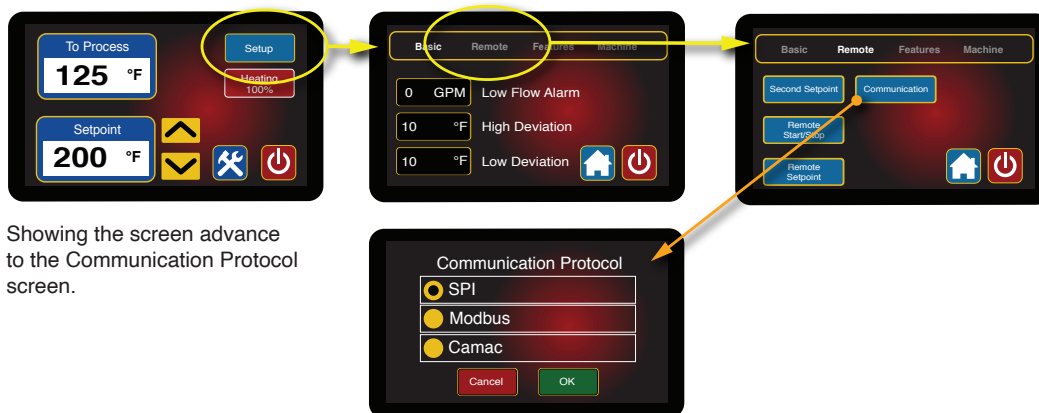 To Process
125 °F
Setup
Heating
100%
Setpoint
200 °F
Basic Remote Features Machine
0 GPM Low Flow Alarm
10 °F High Deviation
10 °F Low Deviation
Basic Remote Features Machine
Second Setpoint Communication
Remote
Start/Stop
Remote
Setpoint
Showing the screen advance
to the Communication Protocol
screen.
Communication Protocol
SPI
Modbus
Camac
Cancel OK